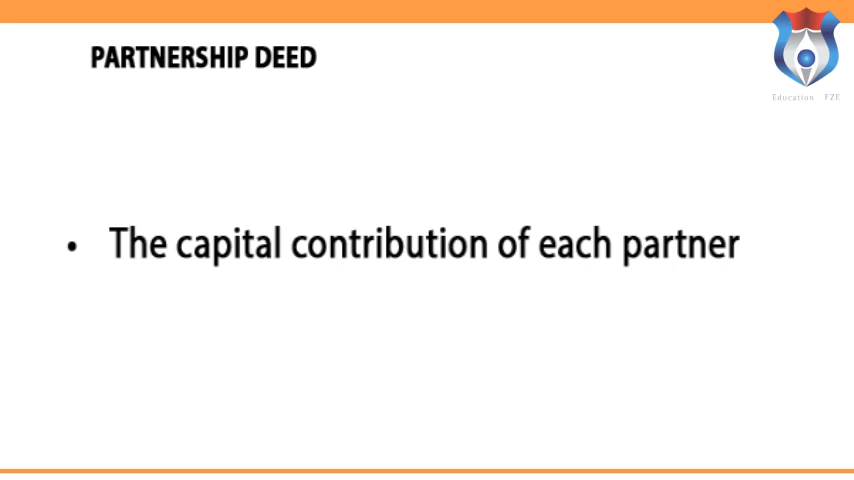 PARTNERSHIP DEED
Education FZE
• The capital contribution of each partner